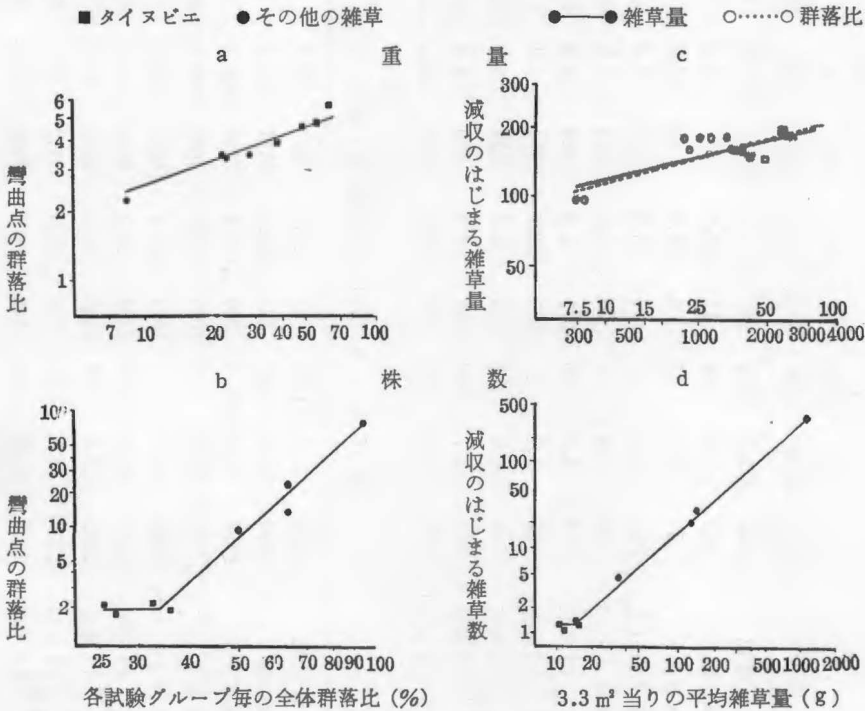 ■ タイヌビエ ● その他の雑草
●——● 雑草量 ○……○ 群落比
重量
a
彎曲点の群落比
6
5
4
3
2
1
7 10 20 30 40 50 70 100
c
減収のはじまる雑草量
300
200
100
50
7.5 10 15 25 50 100
300 500 1000 2000 3000 4000
株数
b
彎曲点の群落比
100
50
30
20
10
5
2
25 30 40 50 60 70 80 90 100
各試験グループ毎の全体群落比(%)
d
減収のはじまる雑草数
500
100
50
10
5
2
1
10 20 50 100 200 500 1000 2000
3.3㎡当りの平均雑草量(g)